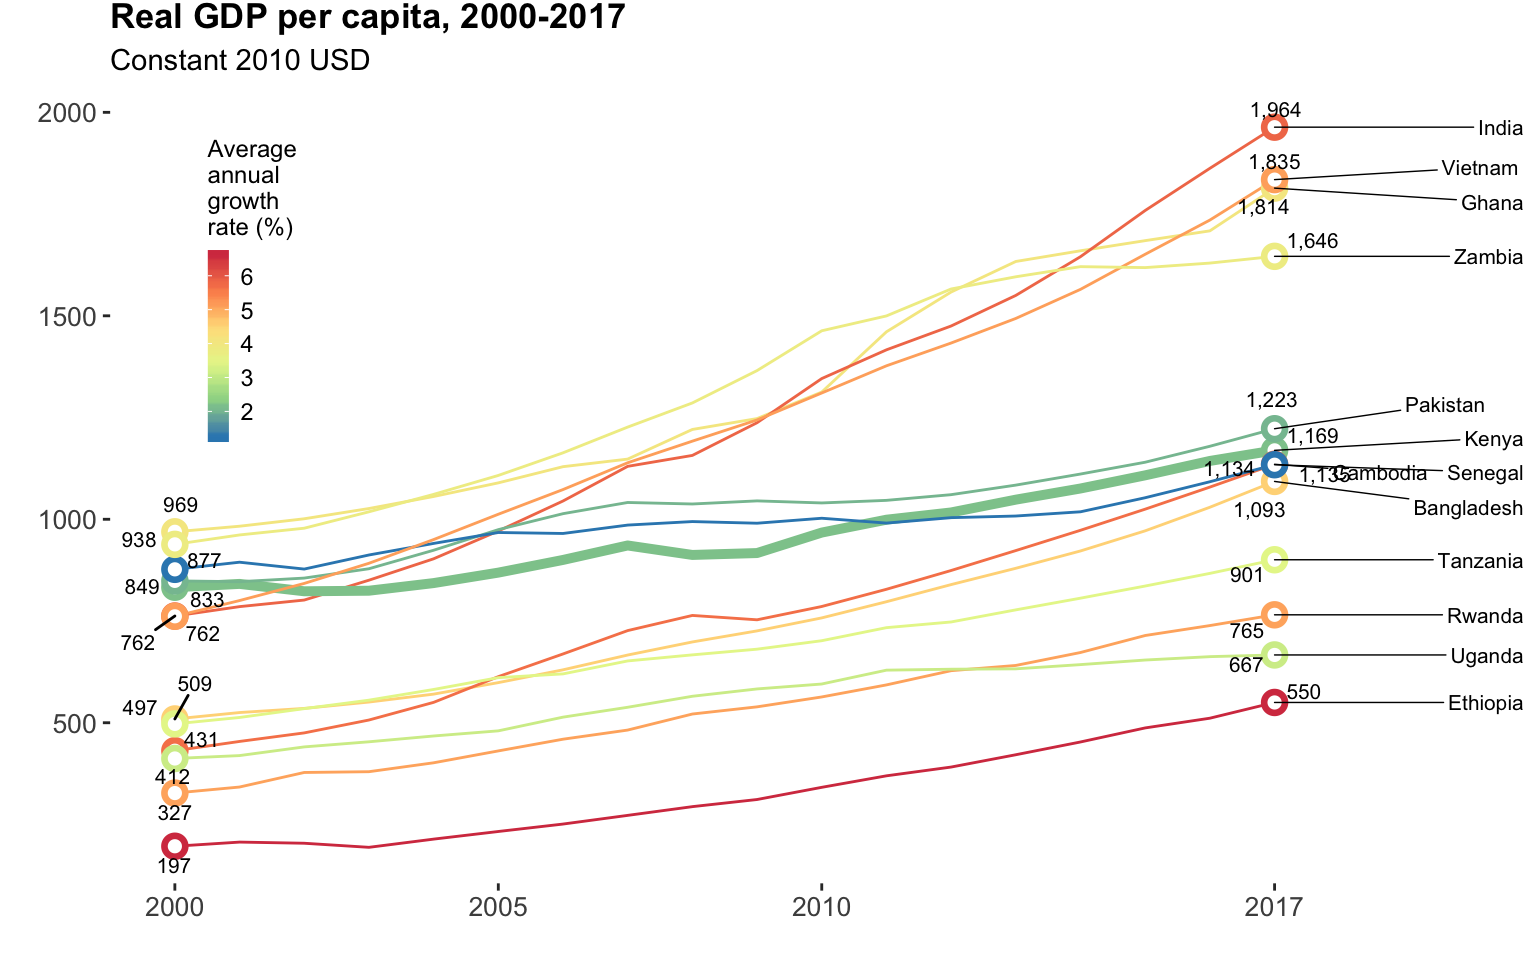 Real GDP per capita, 2000-2017
Constant 2010 USD
2000
1500
1000
500
Average
annual
growth
rate (%)
6
5
4
3
2
969
938
877
849
833
762
762
509
497
431
412
327
197
1,964
1,835
1,814
1,646
1,223
1,169
1,134
1,135
1,093
901
765
667
550
India
Vietnam
Ghana
Zambia
Pakistan
Kenya
Cambodia
Senegal
Bangladesh
Tanzania
Rwanda
Uganda
Ethiopia
2000
2005
2010
2017